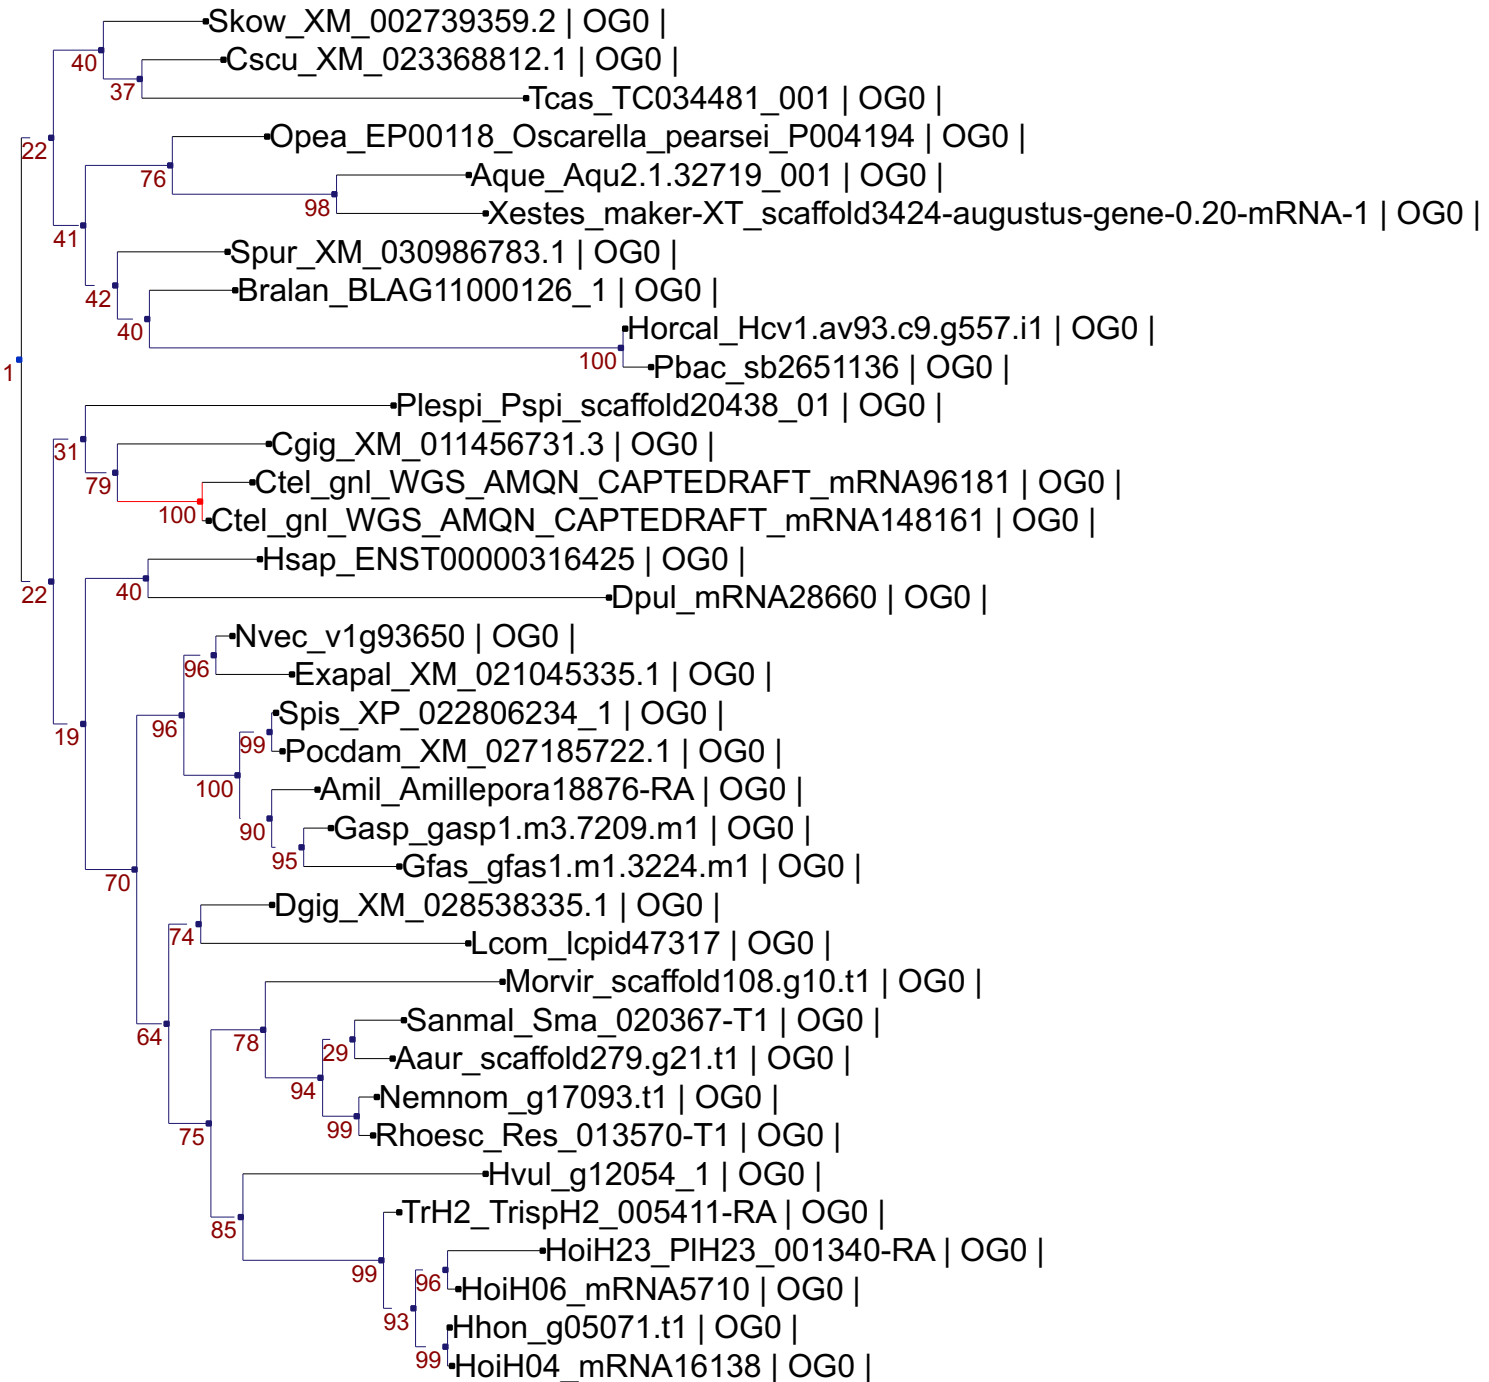 Skow_XM_002739359.2 | OG0 |
40
Cscu_XM_023368812.1 | OG0 |
37
Tcas_TC034481_001 | OG0 |
22
Opea_EP00118_Oscarella_pearsei_P004194 | OG0 |
76
Aque_Aqu2.1.32719_001 | OG0 |
98
Xestes_maker-XT_scaffold3424-augustus-gene-0.20-mRNA-1 | OG0 |
41
Spur_XM_030986783.1 | OG0 |
42
Bralan_BLAG11000126_1 | OG0 |
40
Horcal_Hcv1.av93.c9.g557.i1 | OG0 |
100
Pbac_sb2651136 | OG0 |
1
Plespi_Pspi_scaffold20438_01 | OG0 |
31
Cgig_XM_011456731.3 | OG0 |
79
Ctel_gnl_WGS_AMQN_CAPTEDRAFT_mRNA96181 | OG0 |
100
Ctel_gnl_WGS_AMQN_CAPTEDRAFT_mRNA148161 | OG0 |
Hsap_ENST00000316425 | OG0 |
22
40
Dpul_mRNA28660 | OG0 |
Nvec_v1g93650 | OG0 |
96
Exapal_XM_021045335.1 | OG0 |
Spis_XP_022806234_1 | OG0 |
19
96
99
Pocdam_XM_027185722.1 | OG0 |
100
Amil_Amillepora18876-RA | OG0 |
90
Gasp_gasp1.m3.7209.m1 | OG0 |
95
Gfas_gfas1.m1.3224.m1 | OG0 |
70
Dgig_XM_028538335.1 | OG0 |
74
Lcom_lcpid47317 | OG0 |
Morvir_scaffold108.g10.t1 | OG0 |
64
Sanmal_Sma_020367-T1 | OG0 |
78
29
Aaur_scaffold279.g21.t1 | OG0 |
94
Nemnom_g17093.t1 | OG0 |
75
99
Rhoesc_Res_013570-T1 | OG0 |
Hvul_g12054_1 | OG0 |
TrH2_TrispH2_005411-RA | OG0 |
85
HoiH23_PlH23_001340-RA | OG0 |
99
96
HoiH06_mRNA5710 | OG0 |
93
Hhon_g05071.t1 | OG0 |
99
HoiH04_mRNA16138 | OG0 |